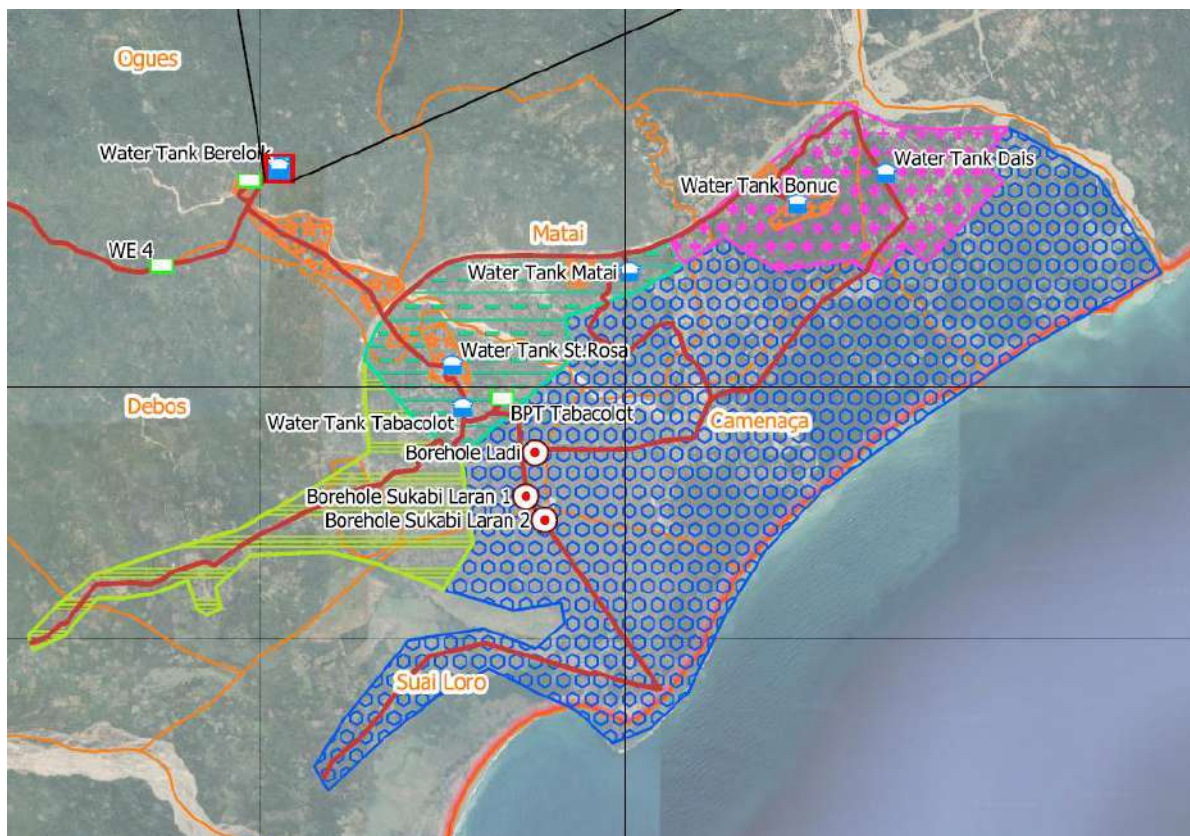 Ogues
Water Tank Bereloik
Water Tank Dais
Water Tank Bonuc
WE 4
Matai
Water Tank Matai
Water Tank St.Rosa
Debos
BPT Tabacolot
Water Tank Tabacolot
Camenaça
Borehole Ladi
Borehole Sukabi Laran 1
Borehole Sukabi Laran 2
Suai Loro